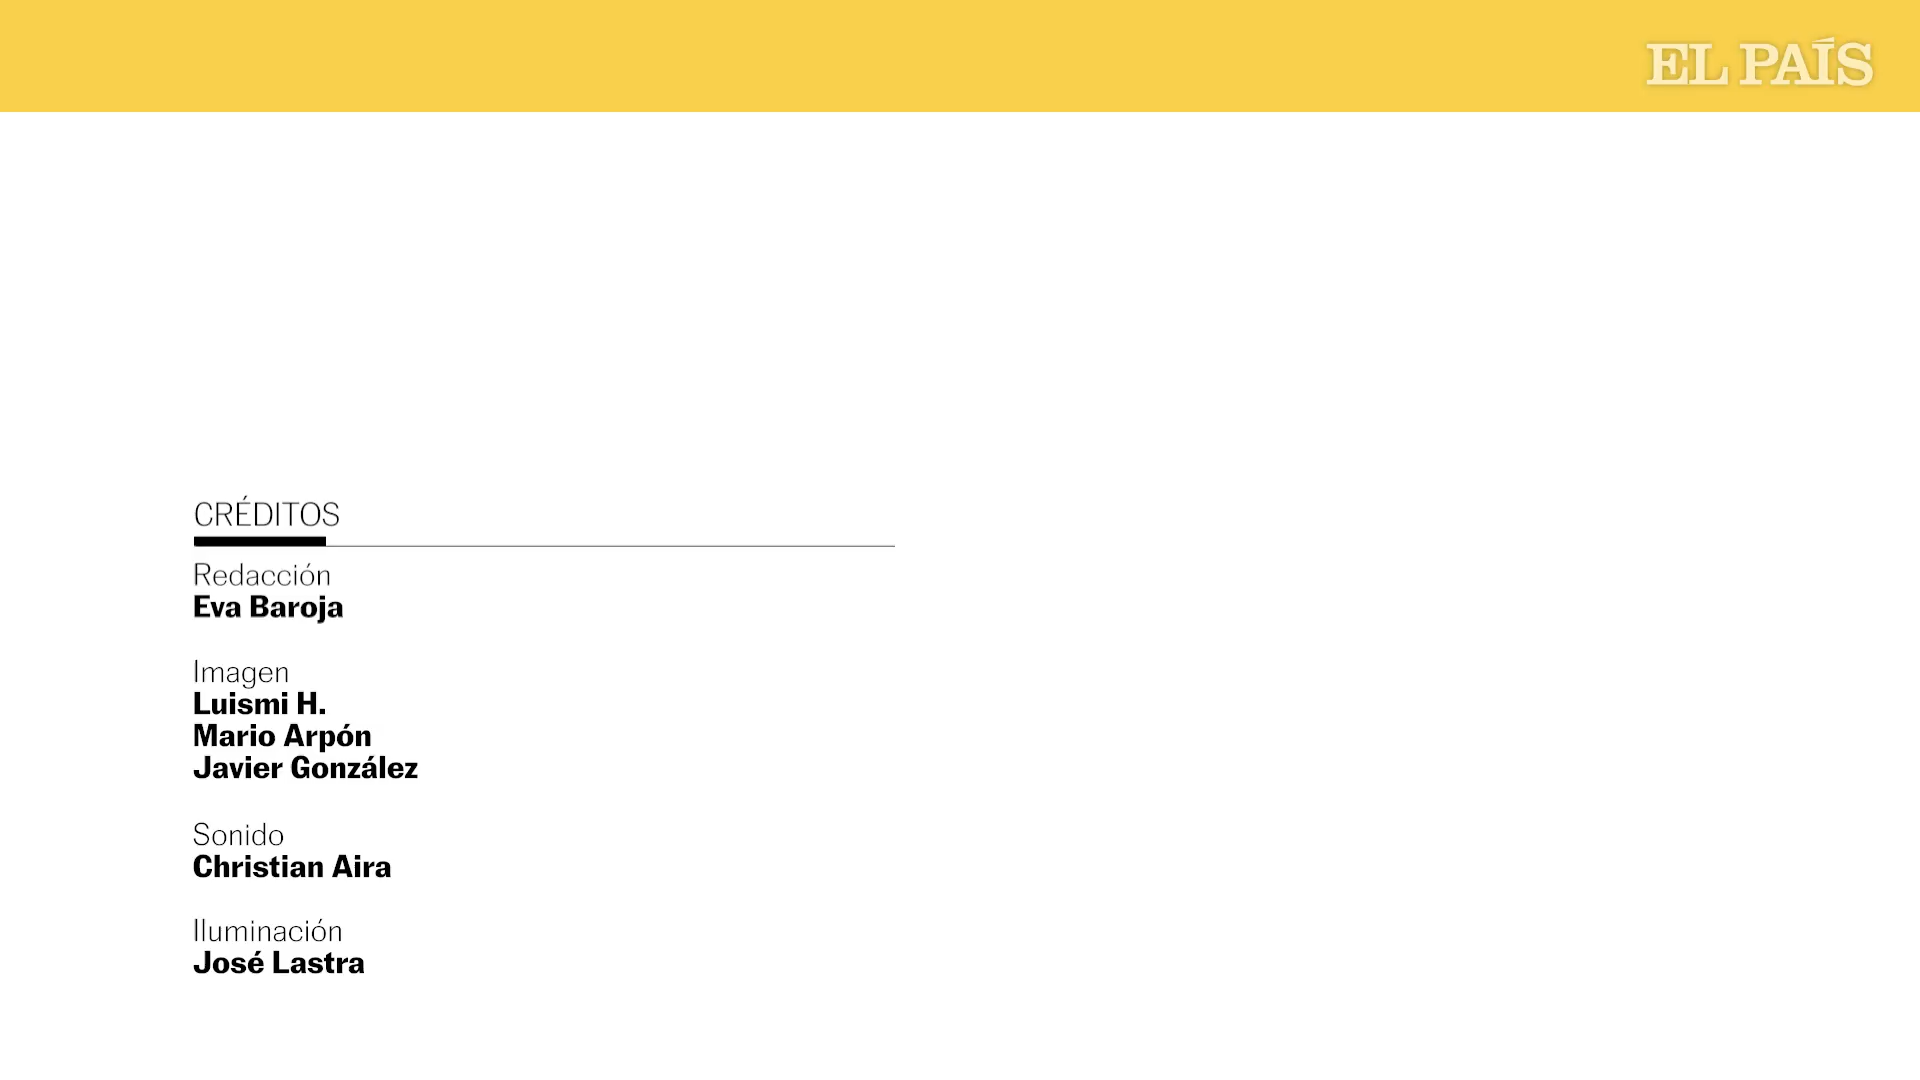 EL PAÍS
CRÉDITOS
Redacción
Eva Baroja
Imagen
Luismi H.
Mario Arpón
Javier González
Sonido
Christian Aira
Iluminación
José Lastra